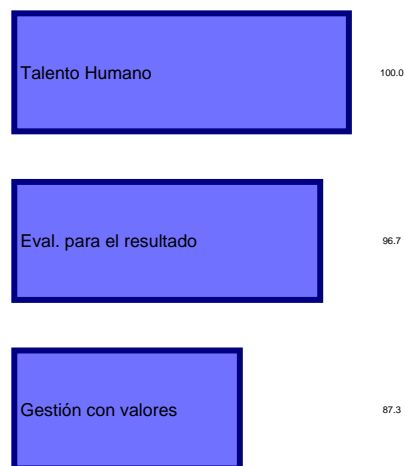 Talento Humano 100.0
Eval. para el resultado 96.7
Gestión con valores 87.3